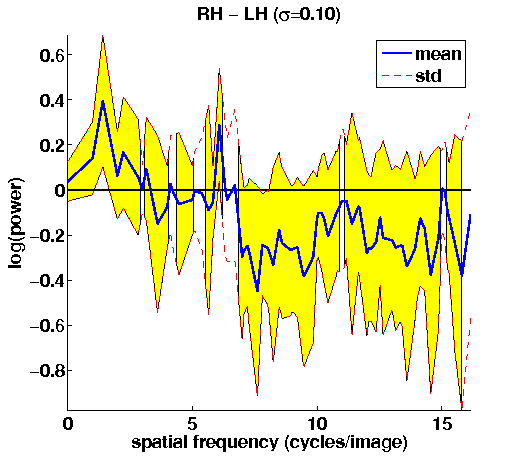 RH − LH (σ=0.10)
mean
std
0.6
0.4
0.2
0
−0.2
−0.4
−0.6
−0.8
log(power)
0 5 10 15
spatial frequency (cycles/image)